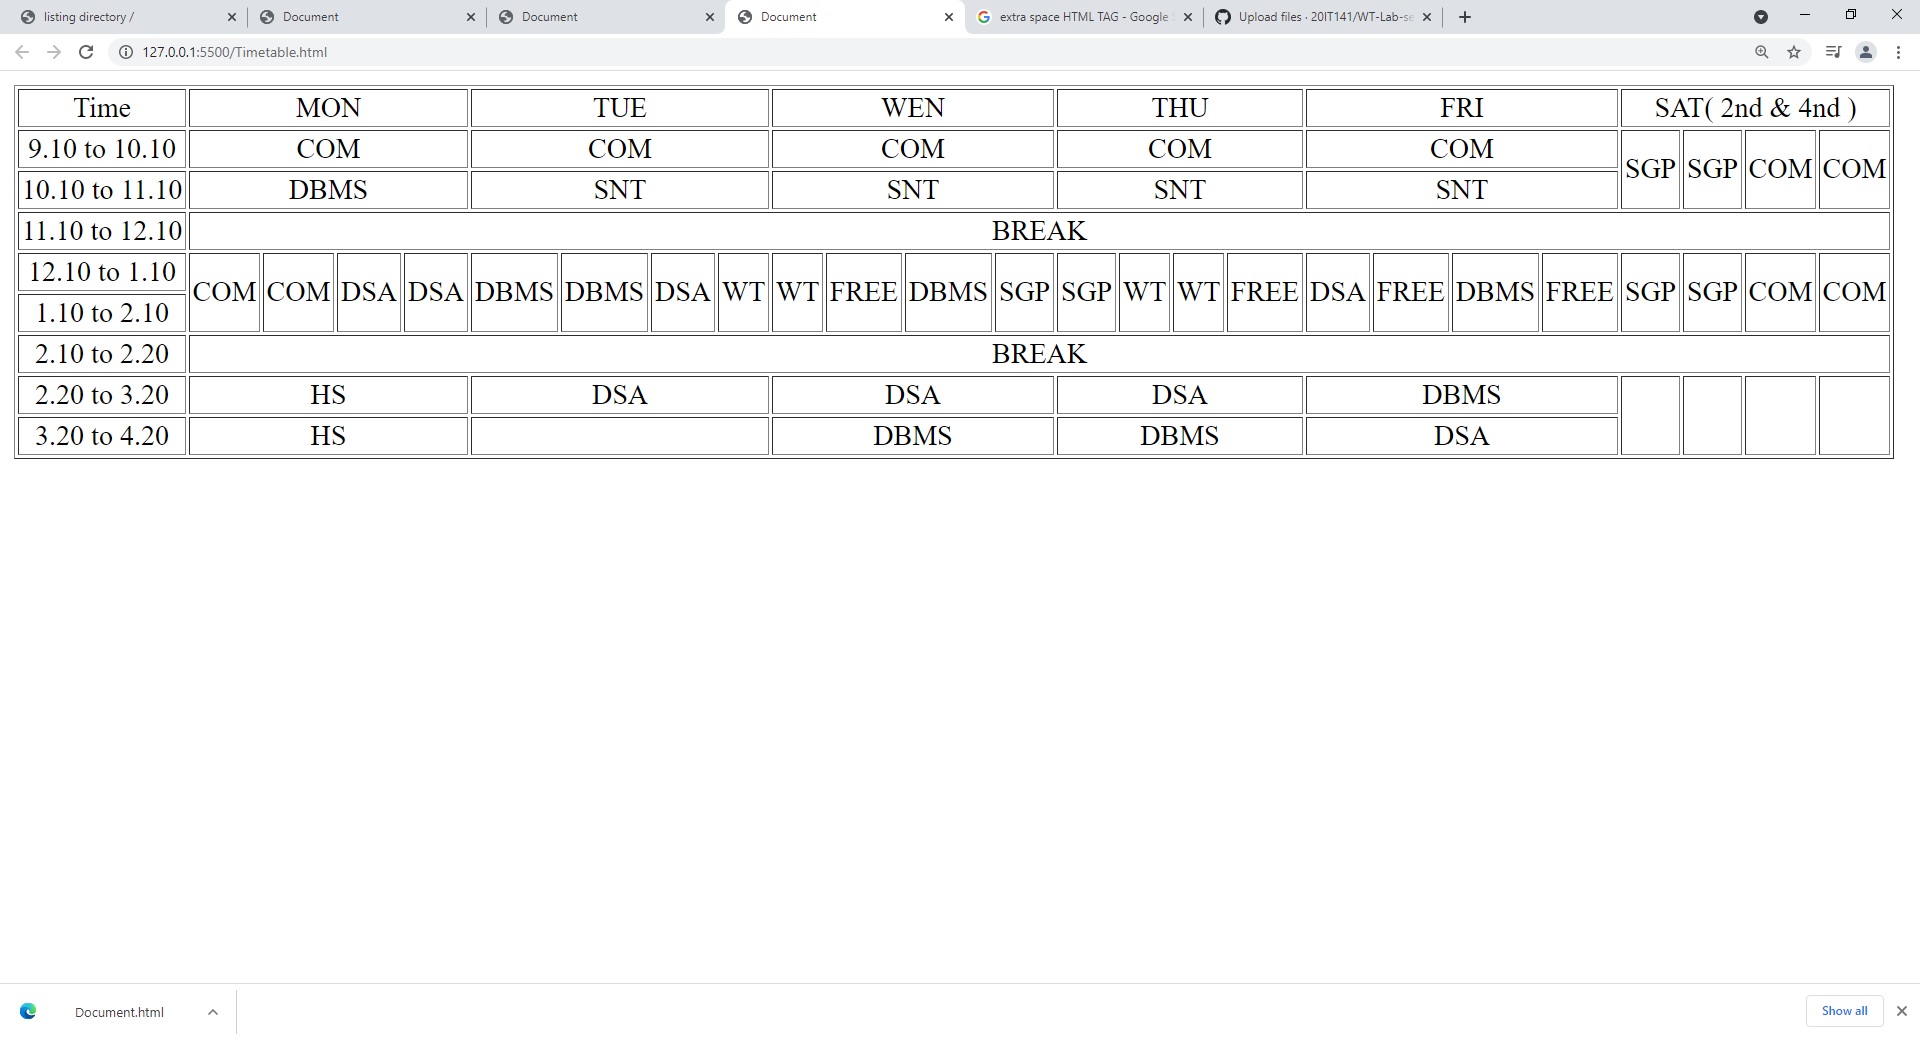 listing directory /
Document
Document
Document
extra space HTML TAG - Google
Upload files · 20IT141/WT-Lab-se
127.0.0.1:5500/Timetable.html
Time MON TUE WEN THU FRI SAT( 2nd & 4nd )
9.10 to 10.10 COM COM COM COM COM
SGP SGP COM COM
10.10 to 11.10 DBMS SNT SNT SNT SNT
11.10 to 12.10 BREAK
12.10 to 1.10
COM COM DSA DSA DBMS DBMS DSA WT WT FREE DBMS SGP SGP WT WT FREE DSA FREE DBMS FREE SGP SGP COM COM
1.10 to 2.10
2.10 to 2.20 BREAK
2.20 to 3.20 HS DSA DSA DSA DBMS
3.20 to 4.20 HS DBMS DBMS DSA
Document.html
Show all